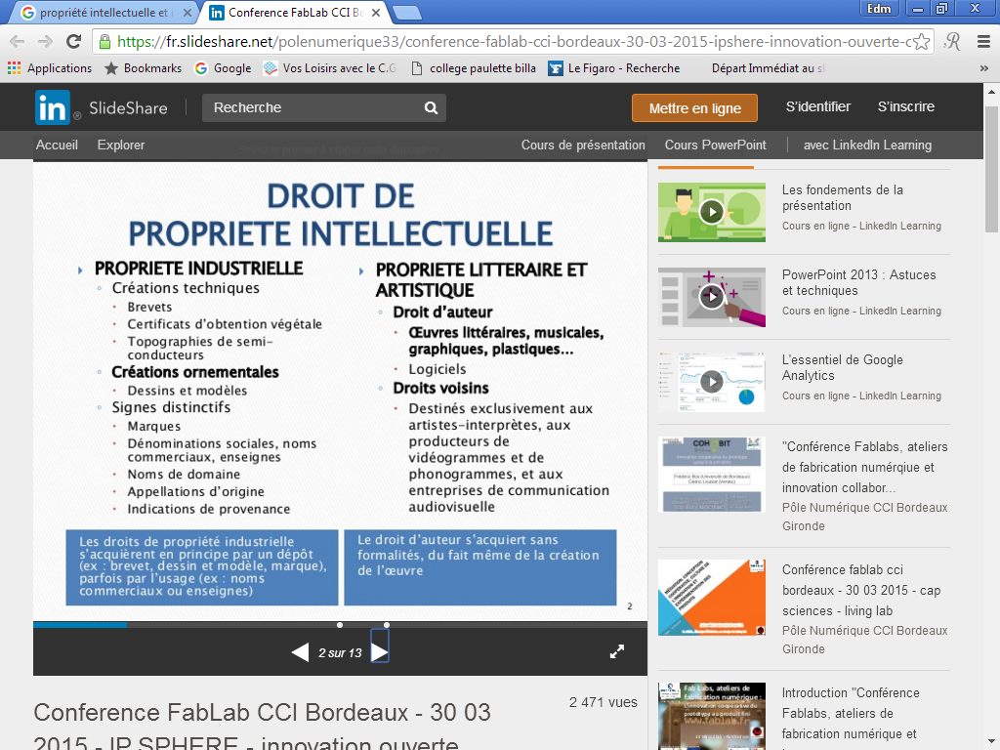 propriété intellectuelle et i
Conference FabLab CCI Bo
Edm
https://fr.slideshare.net/polenumerique33/conference-fablab-cci-bordeaux-30-03-2015-ipshere-innovation-ouverte-c
Applications
Bookmarks
Google
Vos Loisirs avec le C.G
college paulette billa
Le Figaro - Recherche
Départ Immédiat au s
»
in ® SlideShare
Recherche
Mettre en ligne
S'identifier
S'inscrire
Accueil
Explorer
Cours de présentation
Cours PowerPoint
avec LinkedIn Learning
DROIT DE
PROPRIETE INTELLECTUELLE
PROPRIETE INDUSTRIELLE
Créations techniques
Brevets
Certificats d'obtention végétale
Topographies de semi-
conducteurs
Créations ornementales
Dessins et modèles
Signes distinctifs
Marques
Dénominations sociales, noms
commerciaux, enseignes
Noms de domaine
Appellations d'origine
Indications de provenance
PROPRIETE LITTERAIRE ET
ARTISTIQUE
Droit d'auteur
Œuvres littéraires, musicales,
graphiques, plastiques...
Logiciels
Droits voisins
Destinés exclusivement aux
artistes-interprètes, aux
producteurs de
vidéogrammes et de
phonogrammes, et aux
entreprises de communication
audiovisuelle
Les droits de propriété industrielle
s'acquièrent en principe par un dépôt
(ex : brevet, dessin et modèle, marque),
parfois par l'usage (ex : noms
commerciaux ou enseignes)
Le droit d'auteur s'acquiert sans
formalités, du fait même de la création
de l'œuvre
2
2 sur 13
Conference FabLab CCI Bordeaux - 30 03
2015 - IP SPHERE - innovation ouverte
2 471 vues
Les fondements de la
présentation
Cours en ligne - LinkedIn Learning
PowerPoint 2013 : Astuces
et techniques
Cours en ligne - LinkedIn Learning
L'essentiel de Google
Analytics
Cours en ligne - LinkedIn Learning
COH@BIT
"Conférence Fablabs, ateliers
de fabrication numérqiue et
innovation collabor...
Pôle Numérique CCI Bordeaux
Gironde
Conférence fablab cci
bordeaux - 30 03 2015 - cap
sciences - living lab
Pôle Numérique CCI Bordeaux
Gironde
Fab Labs, ateliers de
fabrication numérique :
www.fablab.fr
Introduction "Conférence
Fablabs, ateliers de
fabrication numérique et